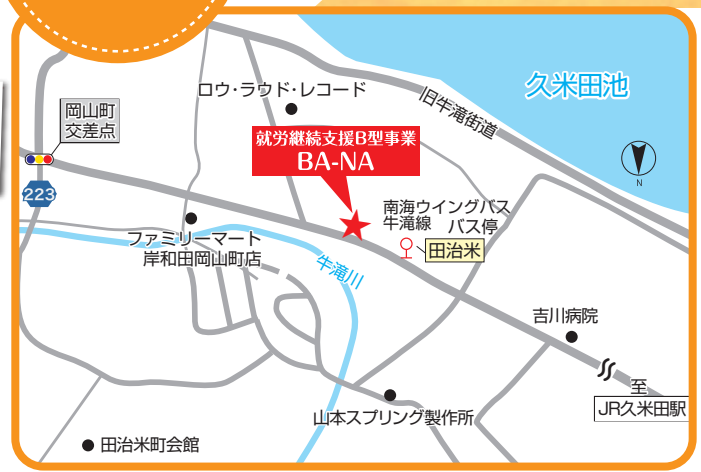 久米田池
ロウ・ラウド・レコード
旧牛滝街道
岡山町
交差点
就労継続支援B型事業
BA-NA
N
223
南海ウイングバス
牛滝線 バス停
田治米
ファミリーマート
岸和田岡山町店
牛滝川
吉川病院
至
JR久米田駅
山本スプリング製作所
田治米町会館